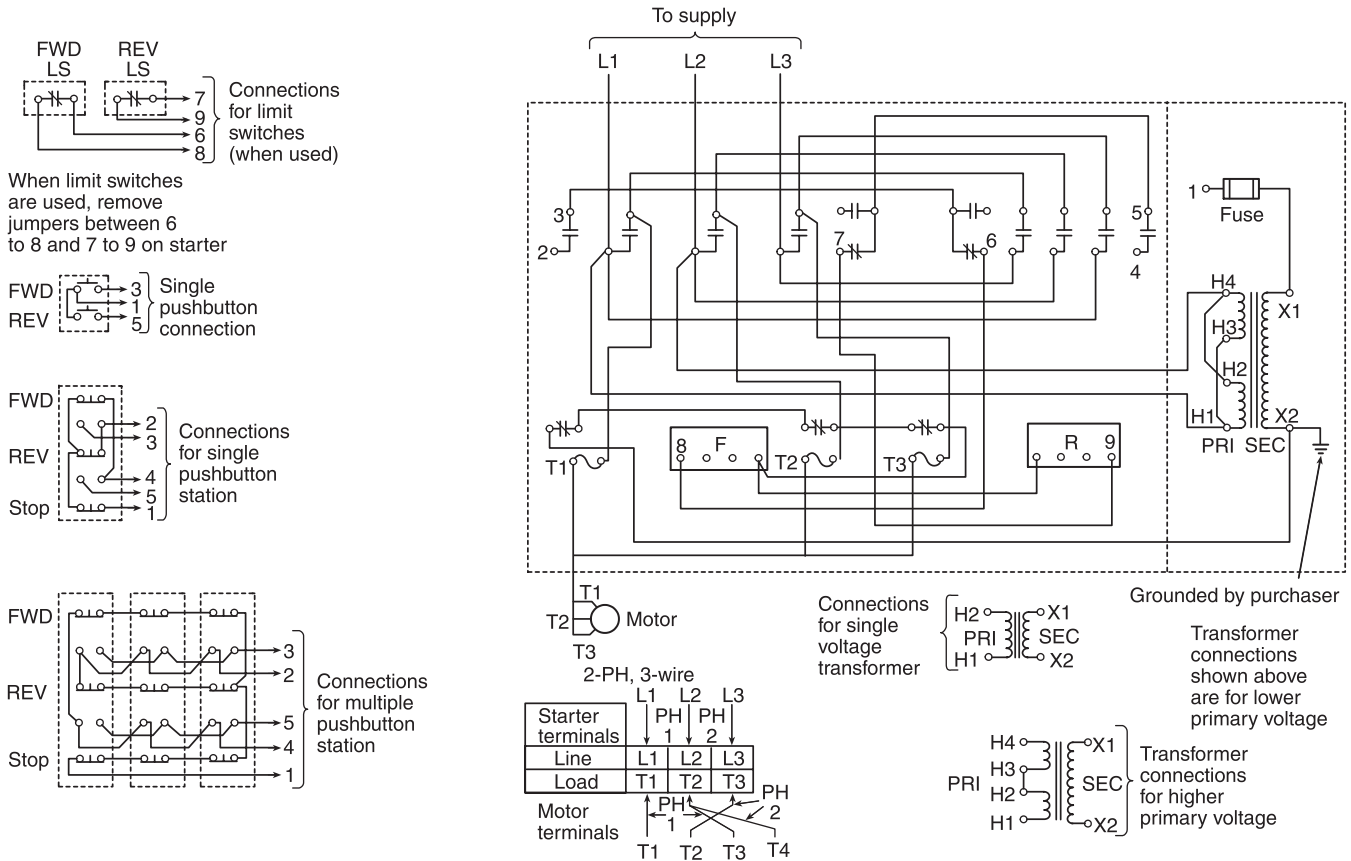 To supply
L1 L2 L3
FWD LS
REV LS
7
9
6
8
Connections
for limit
switches
(when used)
When limit switches
are used, remove
jumpers between 6
to 8 and 7 to 9 on starter
FWD
REV
3
1
5
Single
pushbutton
connection
FWD
REV
Stop
2
3
4
5
1
Connections
for single
pushbutton
station
FWD
REV
Stop
3
2
5
4
1
Connections
for multiple
pushbutton
station
3
2
7
6
5
4
1
Fuse
H4
H3
H2
H1
X1
X2
PRI SEC
T1
8 F
T2
T3
R 9
Grounded by purchaser
T1
T2
T3
Motor
2-PH, 3-wire
L1 L2 L3
PH 1
PH 2
Starter
terminals
Line L1 L2 L3
Load T1 T2 T3
Motor
terminals
PH 1
PH 2
T1 T2 T3 T4
Connections
for single
voltage
transformer
H2 X1
PRI SEC
H1 X2
Transformer
connections
shown above
are for lower
primary voltage
H4 X1
H3
PRI SEC
H2
H1 X2
Transformer
connections
for higher
primary voltage